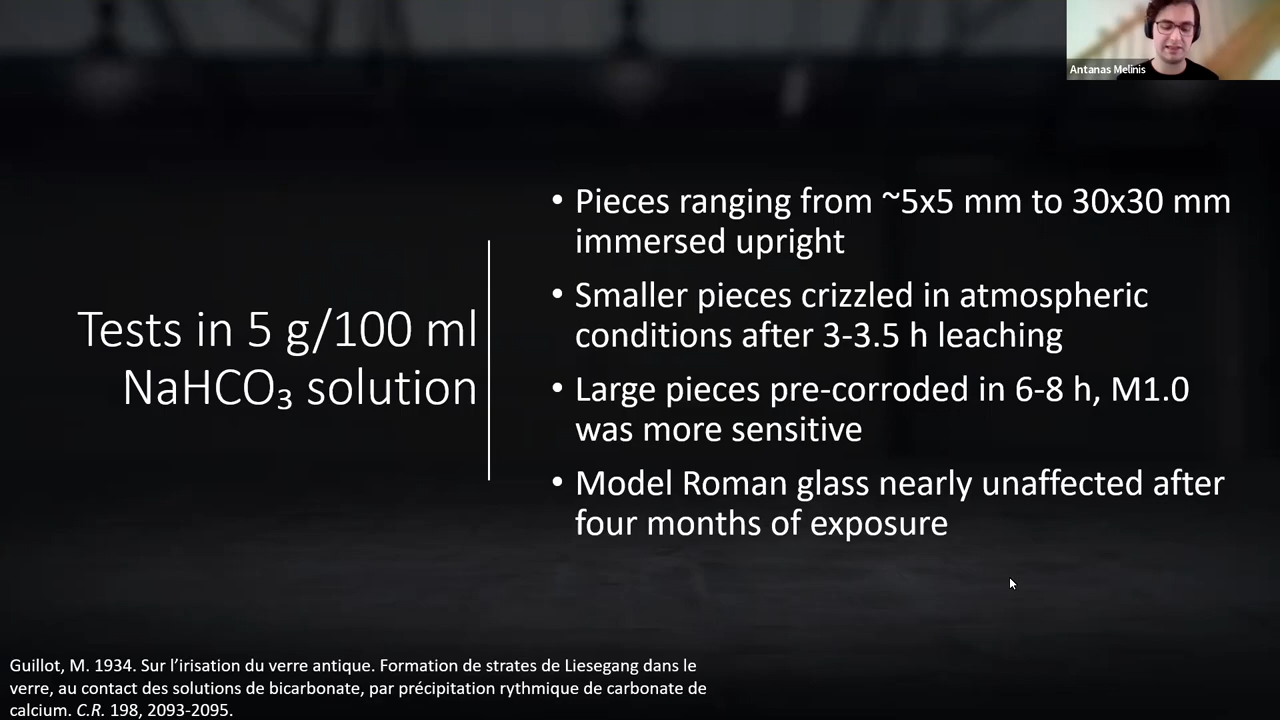 Antanas Melinis
Tests in 5 g/100 ml
NaHCO₃ solution
• Pieces ranging from ~5x5 mm to 30x30 mm
immersed upright
• Smaller pieces crizzled in atmospheric
conditions after 3-3.5 h leaching
• Large pieces pre-corroded in 6-8 h, M1.0
was more sensitive
• Model Roman glass nearly unaffected after
four months of exposure
Guillot, M. 1934. Sur l’irisation du verre antique. Formation de strates de Liesegang dans le
verre, au contact des solutions de bicarbonate, par précipitation rythmique de carbonate de
calcium. C.R. 198, 2093-2095.